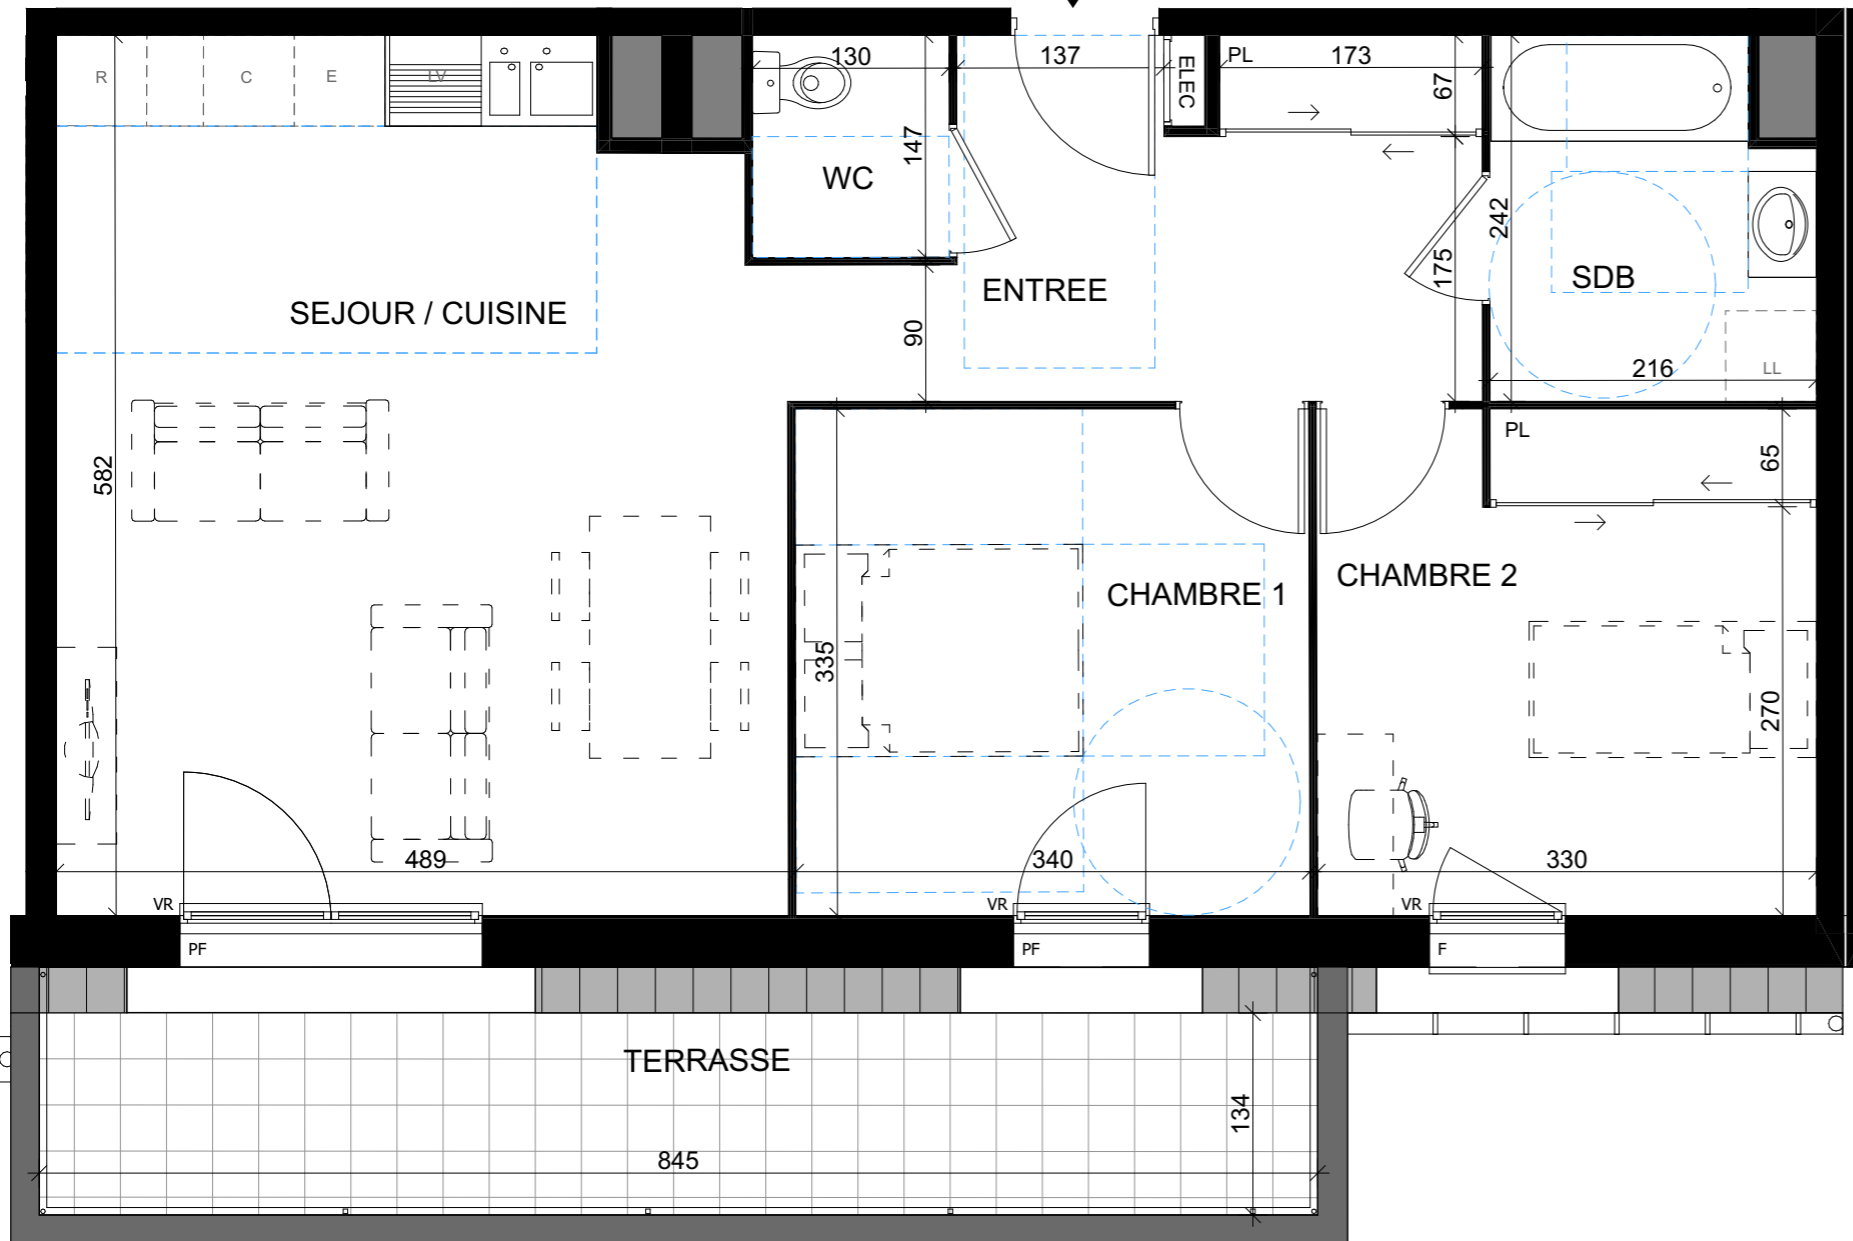 R
C
E
LV
130
137
ELEC
PL
173
67
147
WC
242
175
SDB
ENTREE
SEJOUR / CUISINE
90
216
LL
PL
65
582
CHAMBRE 1
CHAMBRE 2
335
270
489
340
330
VR
VR
VR
PF
PF
F
TERRASSE
134
845